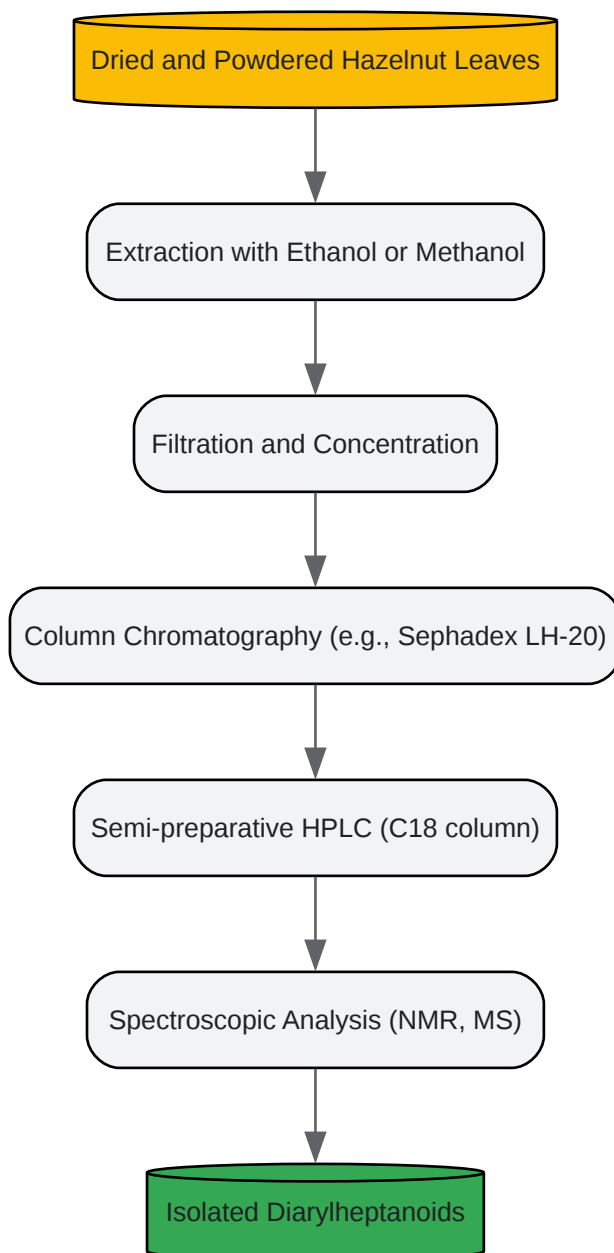 Dried and Powdered Hazelnut Leaves
Extraction with Ethanol or Methanol
Filtration and Concentration
Column Chromatography (e.g., Sephadex LH-20)
Semi-preparative HPLC (C18 column)
Spectroscopic Analysis (NMR, MS)
Isolated Diarylheptanoids